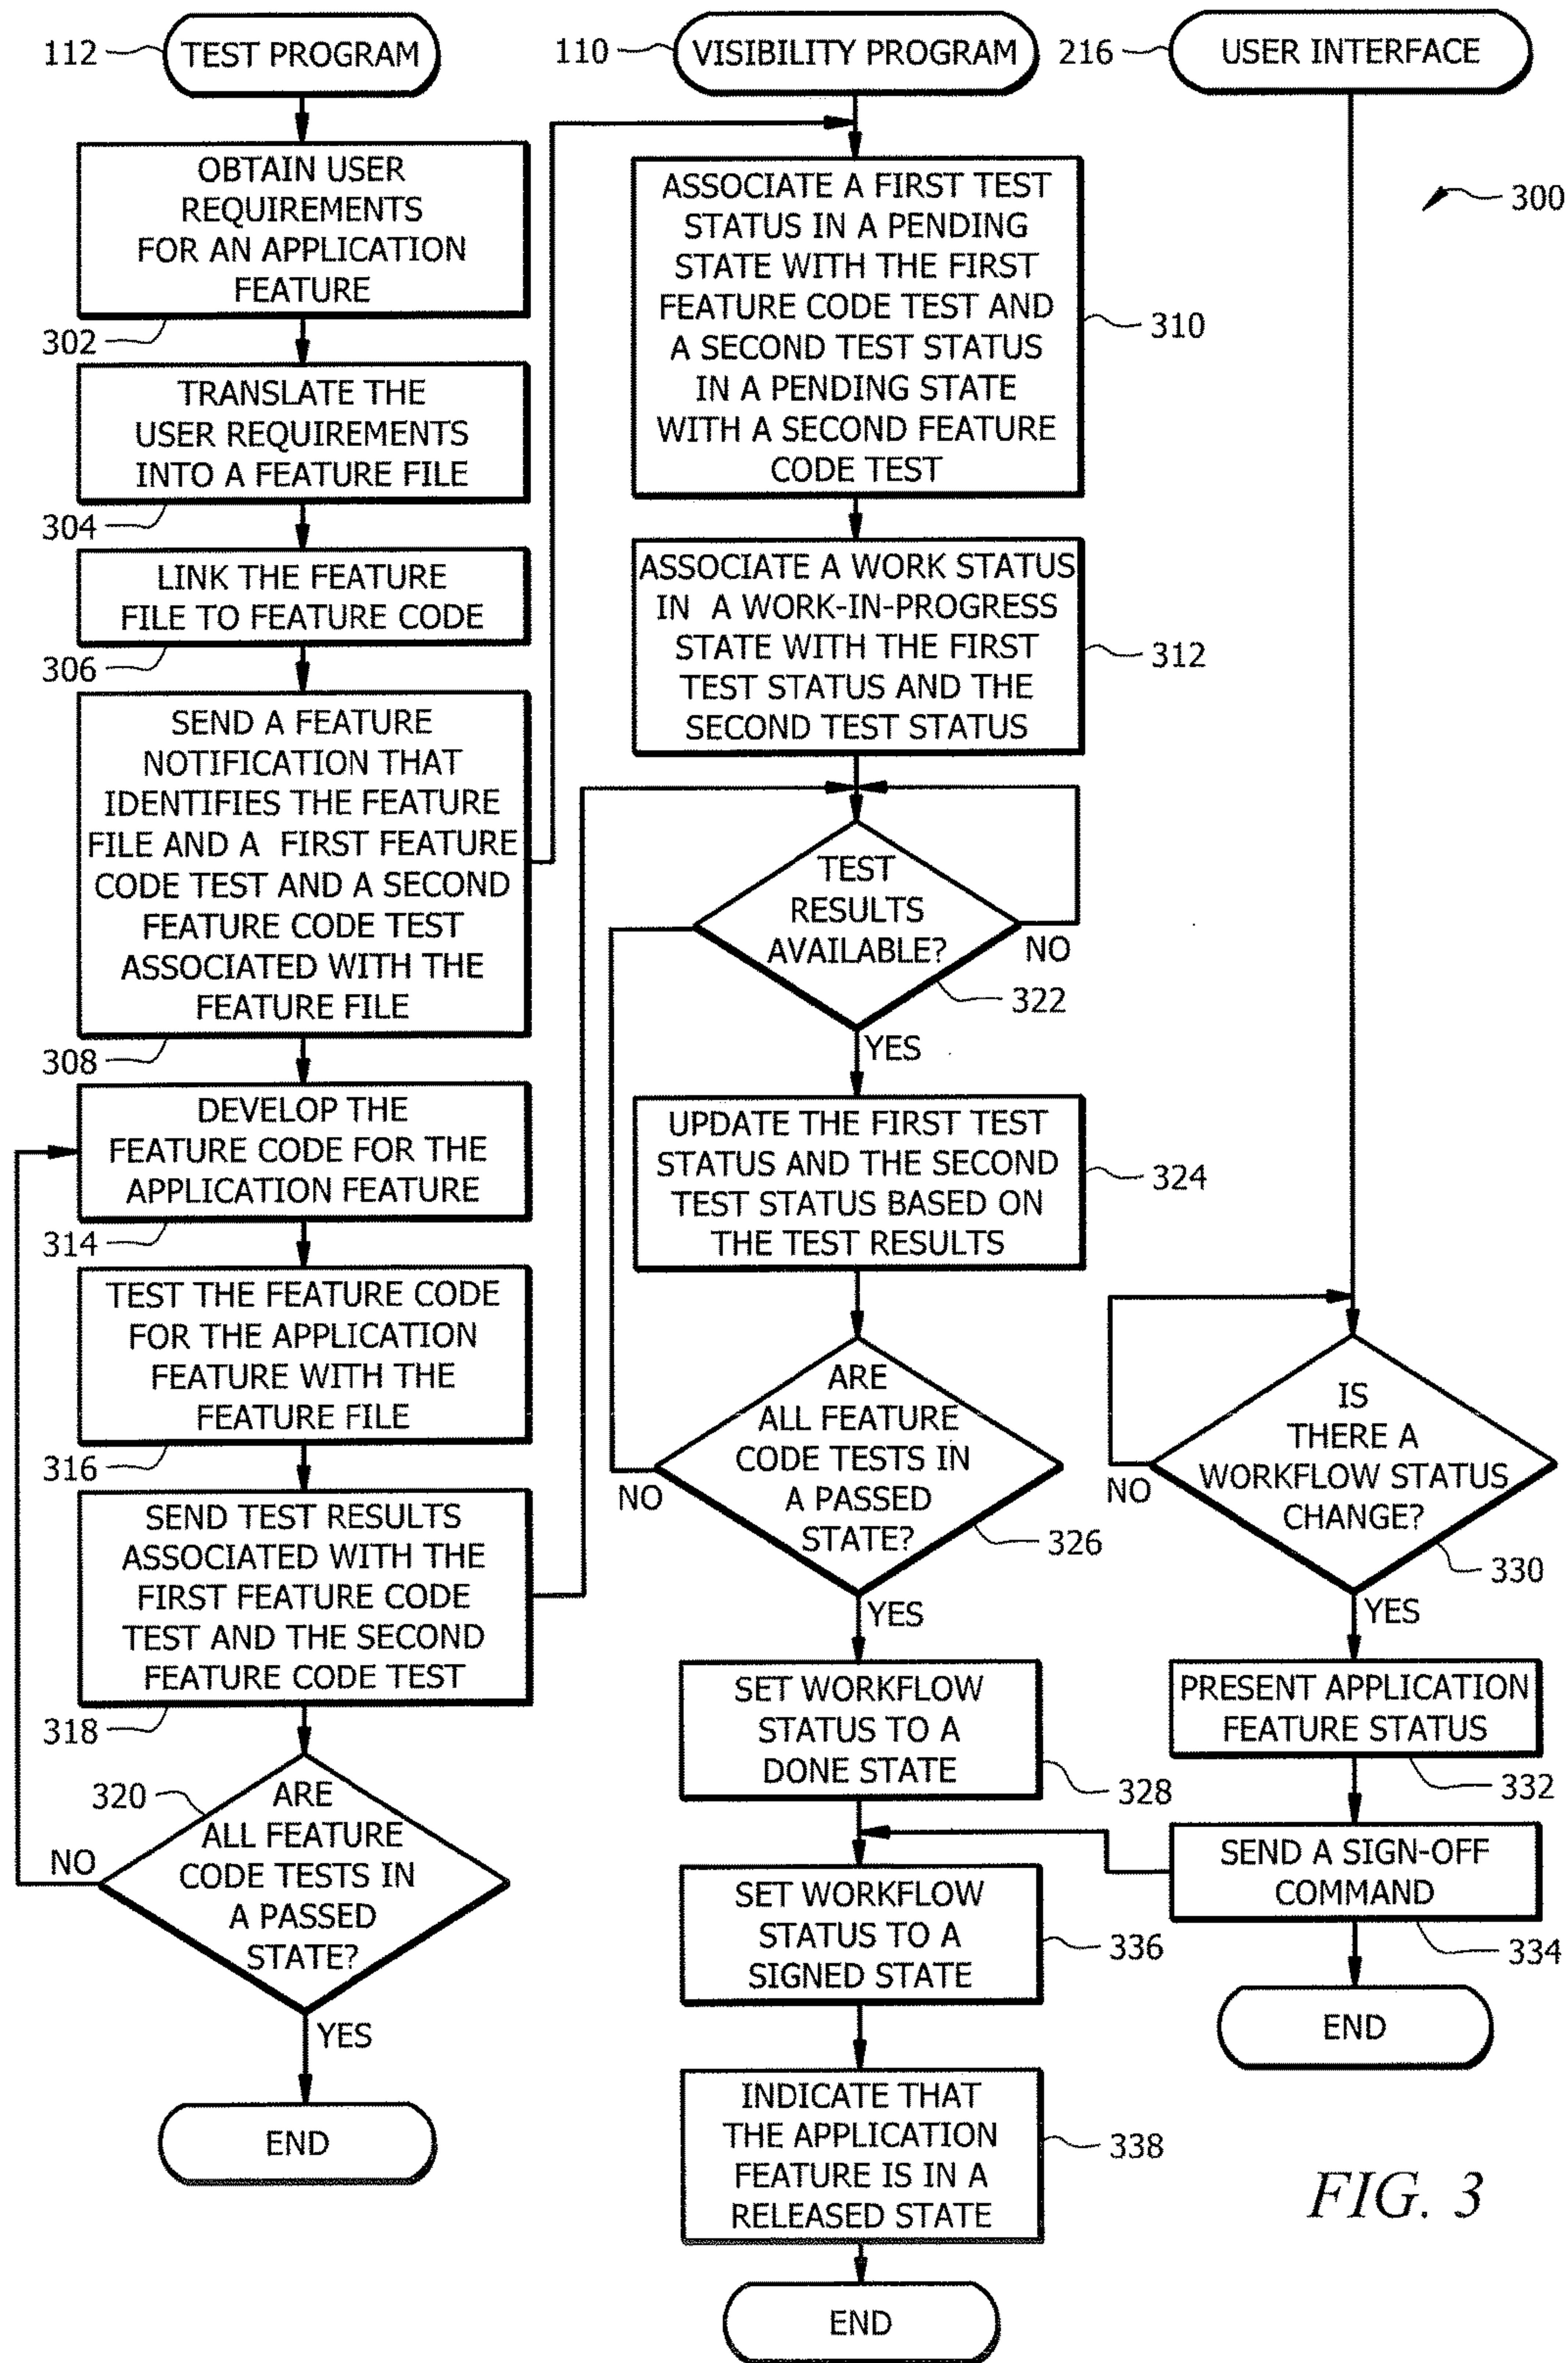 112
TEST PROGRAM
OBTAIN USER
REQUIREMENTS
FOR AN APPLICATION
FEATURE
302
TRANSLATE THE
USER REQUIREMENTS
INTO A FEATURE FILE
304
LINK THE FEATURE
FILE TO FEATURE CODE
306
SEND A FEATURE
NOTIFICATION THAT
IDENTIFIES THE FEATURE
FILE AND A FIRST FEATURE
CODE TEST AND A SECOND
FEATURE CODE TEST
ASSOCIATED WITH THE
FEATURE FILE
308
DEVELOP THE
FEATURE CODE FOR THE
APPLICATION FEATURE
314
TEST THE FEATURE CODE
FOR THE APPLICATION
FEATURE WITH THE
FEATURE FILE
316
SEND TEST RESULTS
ASSOCIATED WITH THE
FIRST FEATURE CODE
TEST AND THE SECOND
FEATURE CODE TEST
318
320
ARE
ALL FEATURE
CODE TESTS IN
A PASSED
STATE?
NO
YES
END
110
VISIBILITY PROGRAM
ASSOCIATE A FIRST TEST
STATUS IN A PENDING
STATE WITH THE FIRST
FEATURE CODE TEST AND
A SECOND TEST STATUS
IN A PENDING STATE
WITH A SECOND FEATURE
CODE TEST
310
ASSOCIATE A WORK STATUS
IN A WORK-IN-PROGRESS
STATE WITH THE FIRST
TEST STATUS AND THE
SECOND TEST STATUS
312
TEST
RESULTS
AVAILABLE?
NO
322
YES
UPDATE THE FIRST TEST
STATUS AND THE SECOND
TEST STATUS BASED ON
THE TEST RESULTS
324
ARE
ALL FEATURE
CODE TESTS IN
A PASSED
STATE?
NO
326
YES
SET WORKFLOW
STATUS TO A
DONE STATE
328
SET WORKFLOW
STATUS TO A
SIGNED STATE
336
INDICATE THAT
THE APPLICATION
FEATURE IS IN A
RELEASED STATE
338
END
216
USER INTERFACE
300
IS
THERE A
WORKFLOW STATUS
CHANGE?
NO
330
YES
PRESENT APPLICATION
FEATURE STATUS
332
SEND A SIGN-OFF
COMMAND
334
END
FIG. 3